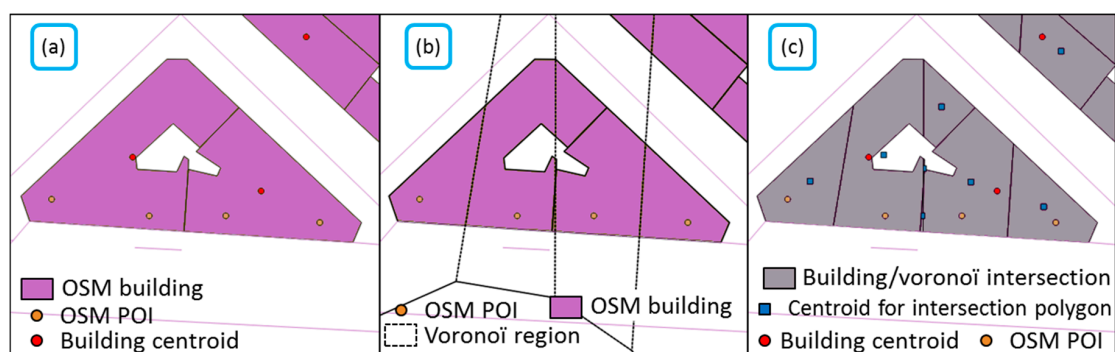 (a)
OSM building
OSM POI
Building centroid
(b)
OSM POI
OSM building
Voronoï region
(c)
Building/voronoï intersection
Centroid for intersection polygon
Building centroid
OSM POI